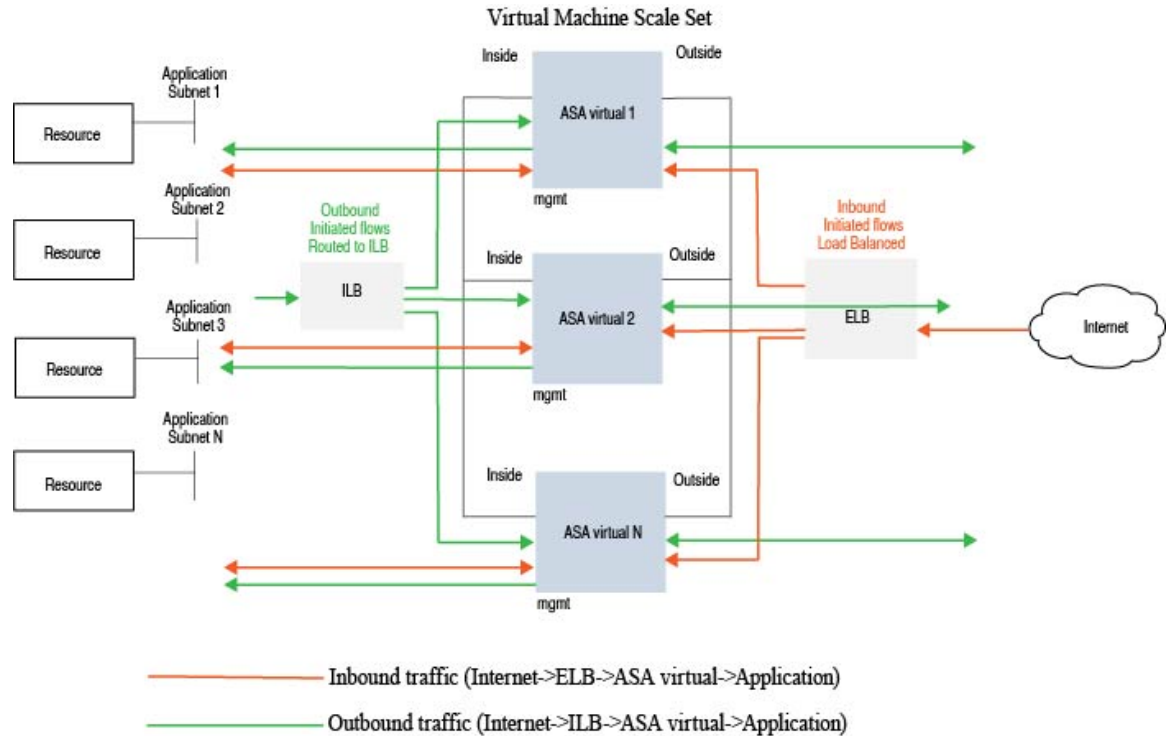 Virtual Machine Scale Set
Inside
Outside
Application
Subnet 1
Resource
ASA virtual 1
mgmt
Application
Subnet 2
Resource
Outbound
Initiated flows
Routed to ILB
ILB
Inbound
Initiated flows
Load Balanced
ELB
Internet
Inside
Outside
ASA virtual 2
mgmt
Application
Subnet 3
Resource
Application
Subnet N
Resource
Inside
Outside
ASA virtual N
mgmt
Inbound traffic (Internet->ELB->ASA virtual->Application)
Outbound traffic (Internet->ILB->ASA virtual->Application)